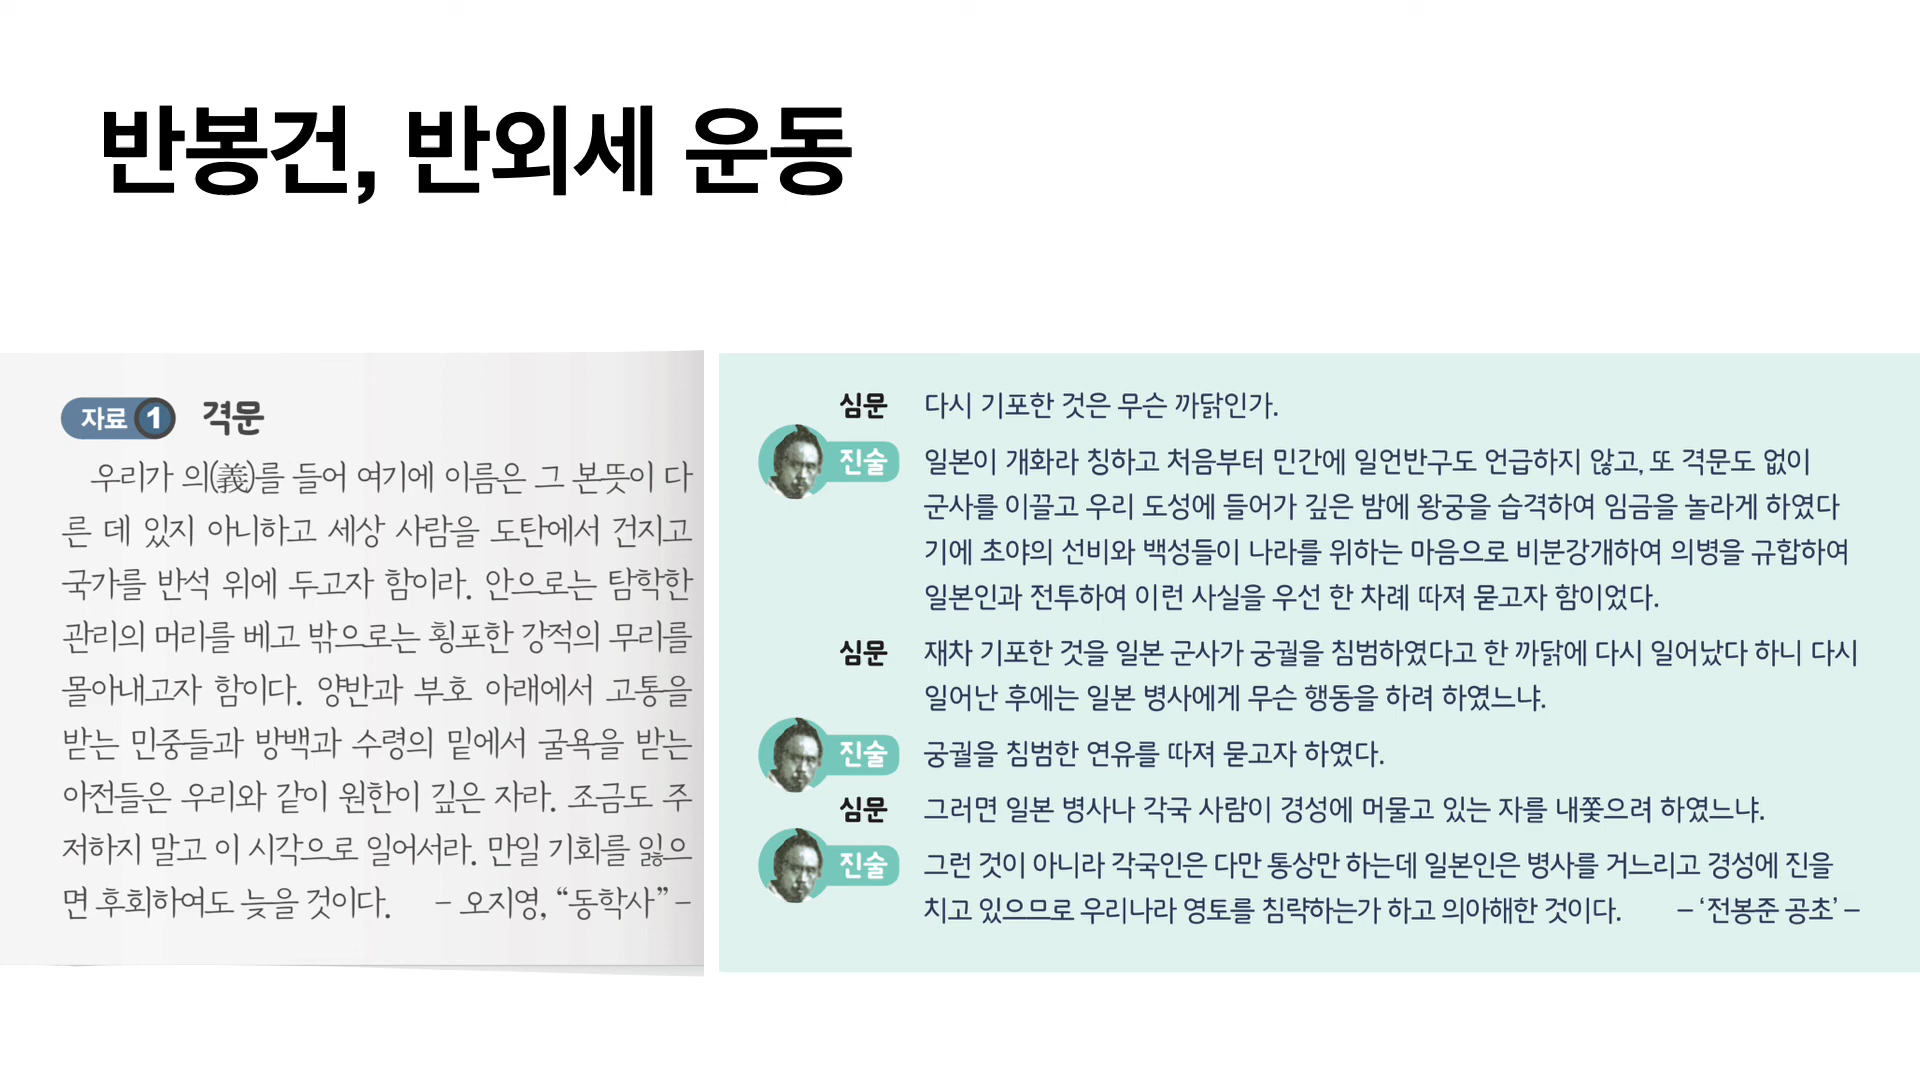 반봉건, 반외세 운동
자료 1 격문
우리가 의(義)를 들어 여기에 이름은 그 본뜻이 다
른 데 있지 아니하고 세상 사람을 도탄에서 건지고
국가를 반석 위에 두고자 함이라. 안으로는 탐학한
관리의 머리를 베고 밖으로는 횡포한 강적의 무리를
몰아내고자 함이다. 양반과 부호 아래에서 고통을
받는 민중들과 방백과 수령의 밑에서 굴욕을 받는
아전들은 우리와 같이 원한이 깊은 자라. 조금도 주
저하지 말고 이 시각으로 일어서라. 만일 기회를 잃으
면 후회하여도 늦을 것이다. – 오지영, “동학사” –
심문 다시 기포한 것은 무슨 까닭인가.
진술 일본이 개화라 칭하고 처음부터 민간에 일언반구도 언급하지 않고, 또 격문도 없이
군사를 이끌고 우리 도성에 들어가 깊은 밤에 왕궁을 습격하여 임금을 놀라게 하였다
기에 초야의 선비와 백성들이 나라를 위하는 마음으로 비분강개하여 의병을 규합하여
일본인과 전투하여 이런 사실을 우선 한 차례 따져 묻고자 함이었다.
심문 재차 기포한 것을 일본 군사가 궁궐을 침범하였다고 한 까닭에 다시 일어났다 하니 다시
일어난 후에는 일본 병사에게 무슨 행동을 하려 하였느냐.
진술 궁궐을 침범한 연유를 따져 묻고자 하였다.
심문 그러면 일본 병사나 각국 사람이 경성에 머물고 있는 자를 내쫓으려 하였느냐.
진술 그런 것이 아니라 각국인은 다만 통상만 하는데 일본인은 병사를 거느리고 경성에 진을
치고 있으므로 우리나라 영토를 침략하는가 하고 의아해한 것이다. – ‘전봉준 공초’ –